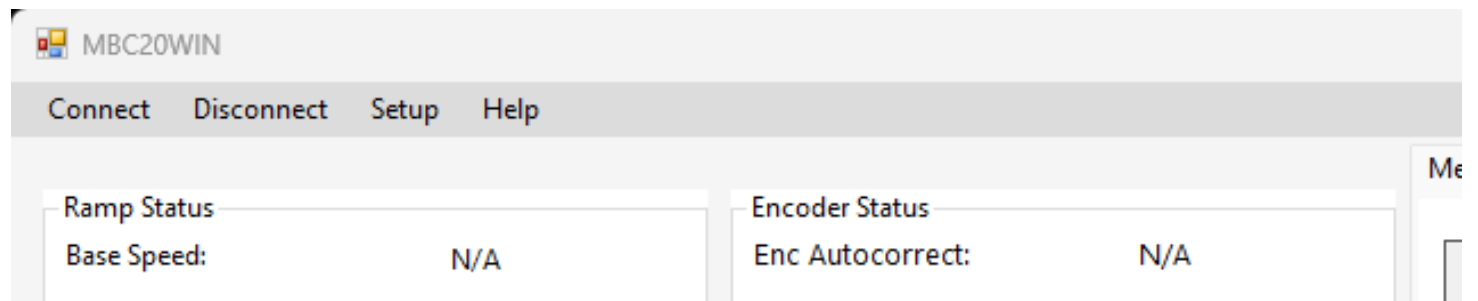 MBC20WIN
Connect Disconnect Setup Help
Ramp Status
Base Speed: N/A
Encoder Status
Enc Autocorrect: N/A